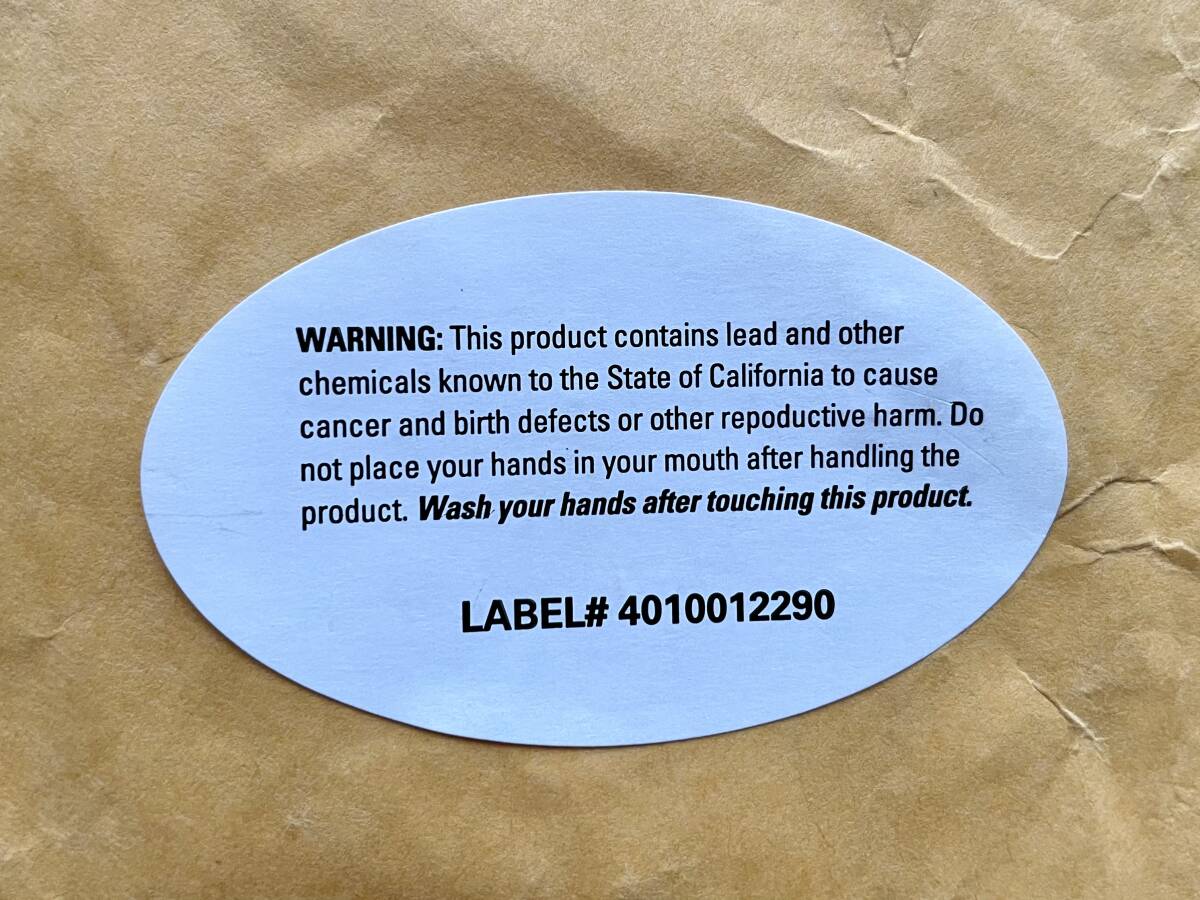 WARNING: This product contains lead and other
chemicals known to the State of California to cause
cancer and birth defects or other repoductive harm. Do
not place your hands in your mouth after handling the
product. Wash your hands after touching this product.
LABEL# 4010012290